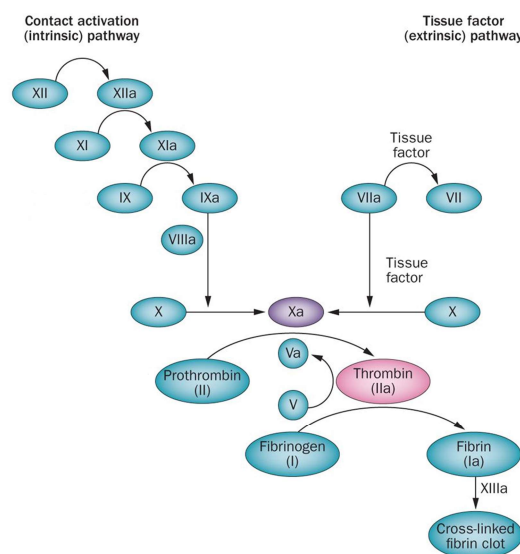 Contact activation
(intrinsic) pathway
Tissue factor
(extrinsic) pathway
XII
XIIa
XI
XIa
Tissue
factor
IX
IXa
VIIa
VII
VIIIa
Tissue
factor
X
Xa
X
Va
Prothrombin
(II)
Thrombin
(IIa)
V
Fibrinogen
(I)
Fibrin
(Ia)
XIIIa
Cross-linked
fibrin clot